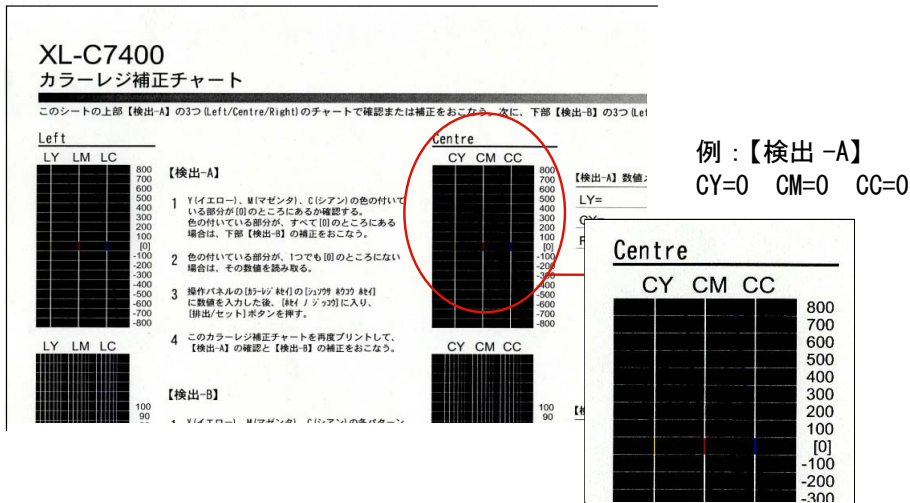 XL-C7400
カラーレジ補正チャート
このシートの上部【検出-A】の3つ(Left/Centre/Right)のチャートで確認または補正をおこなう。次に、下部【検出-B】の3つ(Lef
Left
LY LM LC
800
700
600
500
400
300
200
100
[0]
-100
-200
-300
-400
-500
-600
-700
-800
【検出-A】
1 Y(イエロー)、M(マゼンタ)、C(シアン)の色の付いて
いる部分が[0]のところにあるか確認する。
色の付いている部分が、すべて[0]のところにある
場合は、下部【検出-B】の補正をおこなう。
2 色の付いている部分が、1つでも[0]のところにない
場合は、その数値を読み取る。
3 操作パネルの[カラーレジ ホセイ]の[シュツウサ ホウコウ ホセイ]
に数値を入力した後、[ホセイ / ジッコウ]に入り、
[排出/セット]ボタンを押す。
4 このカラーレジ補正チャートを再度プリントして、
【検出-A】の確認と【検出-B】の補正をおこなう。
LY LM LC
100
90
【検出-B】
1 Y(イエロー)、M(マゼンタ)、C(シアン)の各パターン
Centre
CY CM CC
800
700
600
500
400
300
200
100
[0]
-100
-200
-300
-400
-500
-600
-700
-800
【検出-A】数値
LY=
CY=
CY CM CC
100
90
例:【検出 -A】
CY=0 CM=0 CC=0
Centre
CY CM CC
800
700
600
500
400
300
200
100
[0]
-100
-200
-300